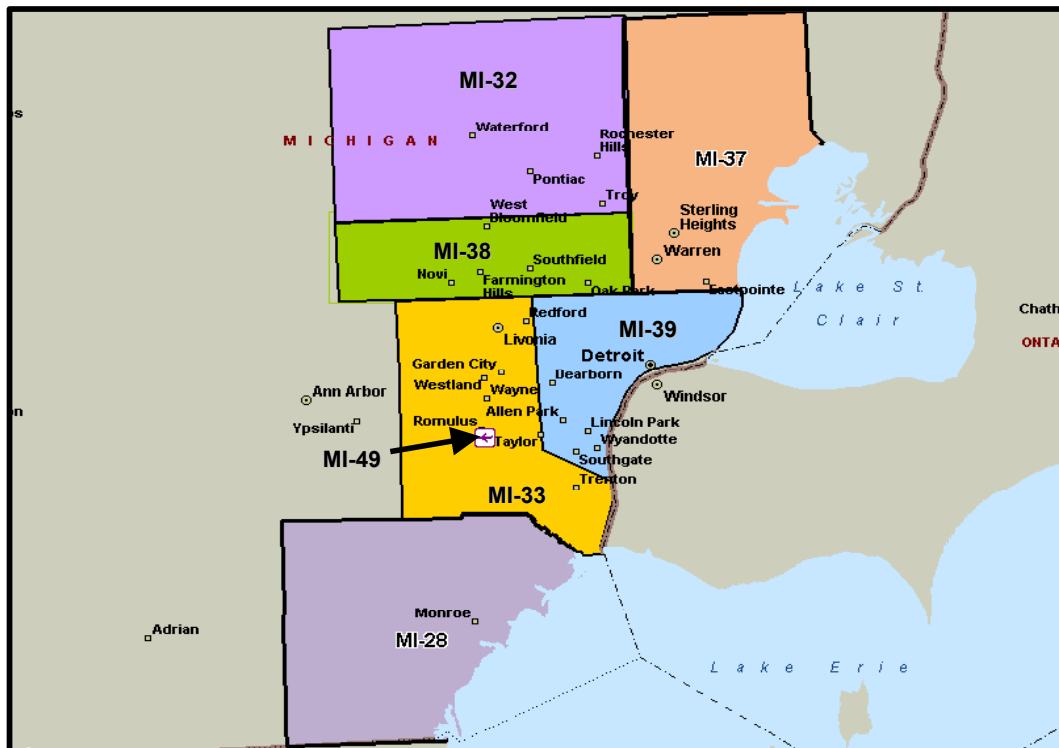 MI-32
s
Waterford
M I C H I G A N
Rochester
Hills
MI-37
Pontiac
Troy
West
Bloomfield
Sterling
Heights
MI-38
Warren
Southfield
Novi
Farmington
Hills
Oak Park
Eastpointe
Lake St.
Clair
Redford
MI-39
Chath
Livonia
ONTA
Detroit
Garden City
Dearborn
Westland
Wayne
Windsor
Ann Arbor
on
Allen Park
Romulus
Lincoln Park
Ypsilanti
Taylor
Wyandotte
MI-49
Southgate
Trenton
MI-33
Monroe
Adrian
MI-28
Lake Erie